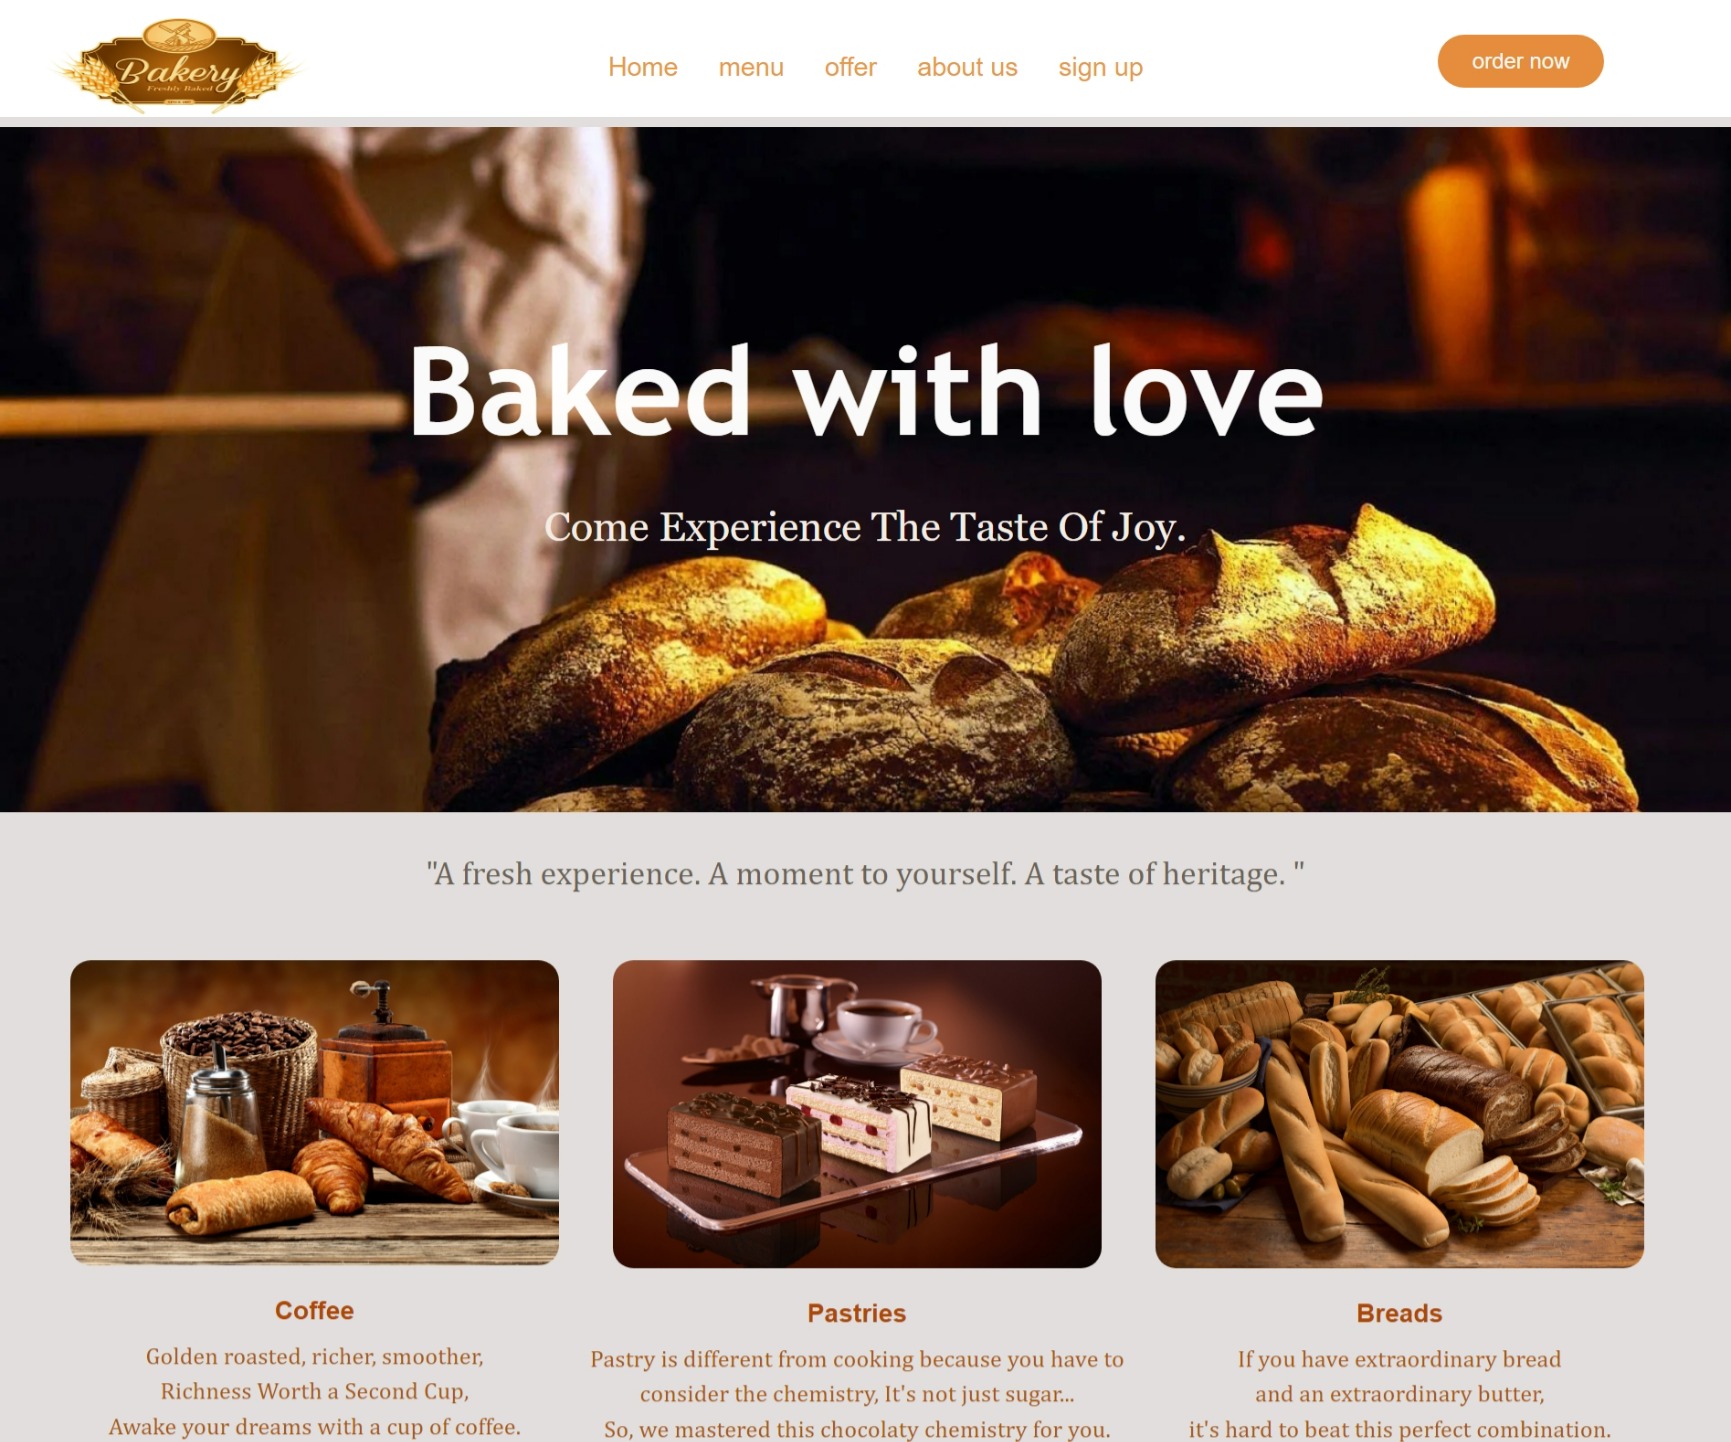 Bakery
Freshly Baked
Home menu offer about us sign up
order now
Baked with love
Come Experience The Taste Of Joy.
"A fresh experience. A moment to yourself. A taste of heritage. "
Coffee
Golden roasted, richer, smoother,
Richness Worth a Second Cup,
Awake your dreams with a cup of coffee.
Pastries
Pastry is different from cooking because you have to
consider the chemistry, It's not just sugar...
So, we mastered this chocolaty chemistry for you.
Breads
If you have extraordinary bread
and an extraordinary butter,
it's hard to beat this perfect combination.